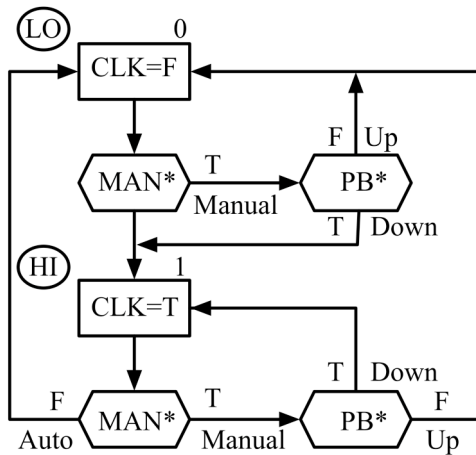 LO
0
CLK=F
F Up
MAN*
T
Manual
PB*
T Down
HI
1
CLK=T
T Down
F
Auto
MAN*
T
Manual
PB*
F
Up